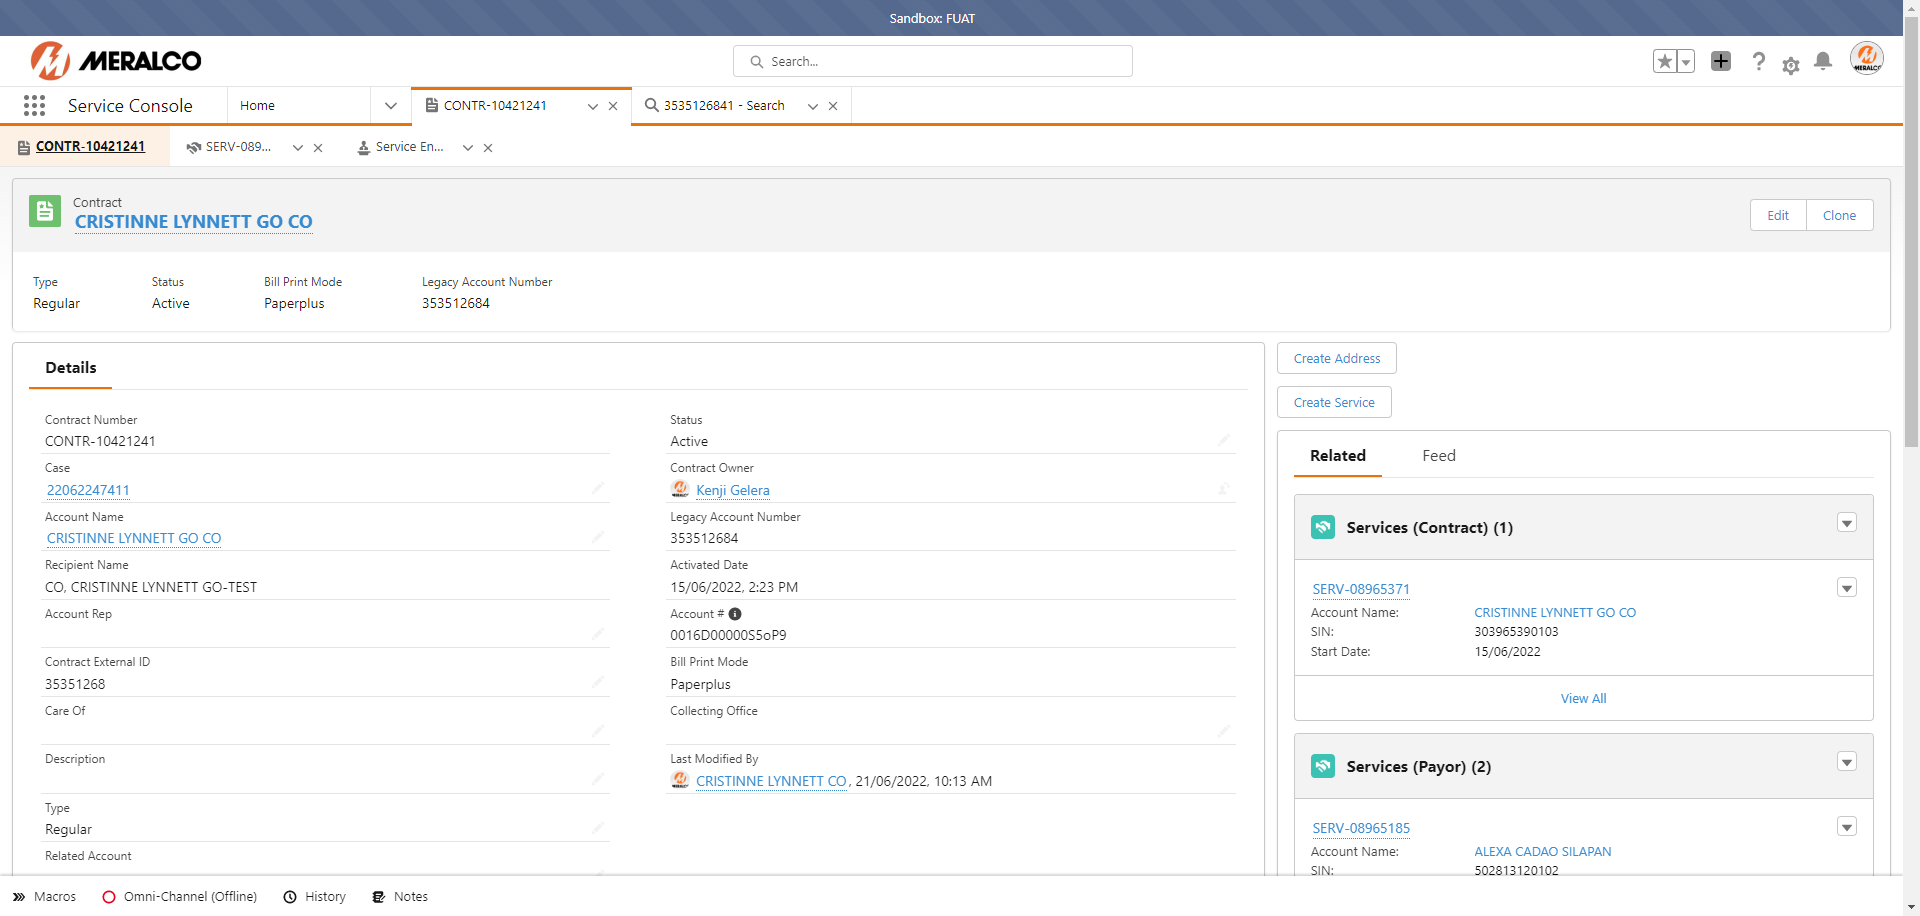 Sandbox: FUAT
MERALCO
Search...
Service Console
Home
CONTR-10421241
3535126841 - Search
CONTR-10421241
SERV-089...
Service En...
Contract
CRISTINNE LYNNETT GO CO
Edit
Clone
Type
Status
Bill Print Mode
Legacy Account Number
Regular
Active
Paperplus
353512684
Details
Contract Number
CONTR-10421241
Case
22062247411
Account Name
CRISTINNE LYNNETT GO CO
Recipient Name
CO, CRISTINNE LYNNETT GO-TEST
Account Rep
Contract External ID
35351268
Care Of
Description
Type
Regular
Related Account
Status
Active
Contract Owner
Kenji Gelera
Legacy Account Number
353512684
Activated Date
15/06/2022, 2:23 PM
Account #
0016D00000S5oP9
Bill Print Mode
Paperplus
Collecting Office
Last Modified By
CRISTINNE LYNNETT CO, 21/06/2022, 10:13 AM
Create Address
Create Service
Related
Feed
Services (Contract) (1)
SERV-08965371
Account Name: CRISTINNE LYNNETT GO CO
SIN: 303965390103
Start Date: 15/06/2022
View All
Services (Payor) (2)
SERV-08965185
Account Name: ALEXA CADAO SILAPAN
SIN: 502813120102
Macros
Omni-Channel (Offline)
History
Notes